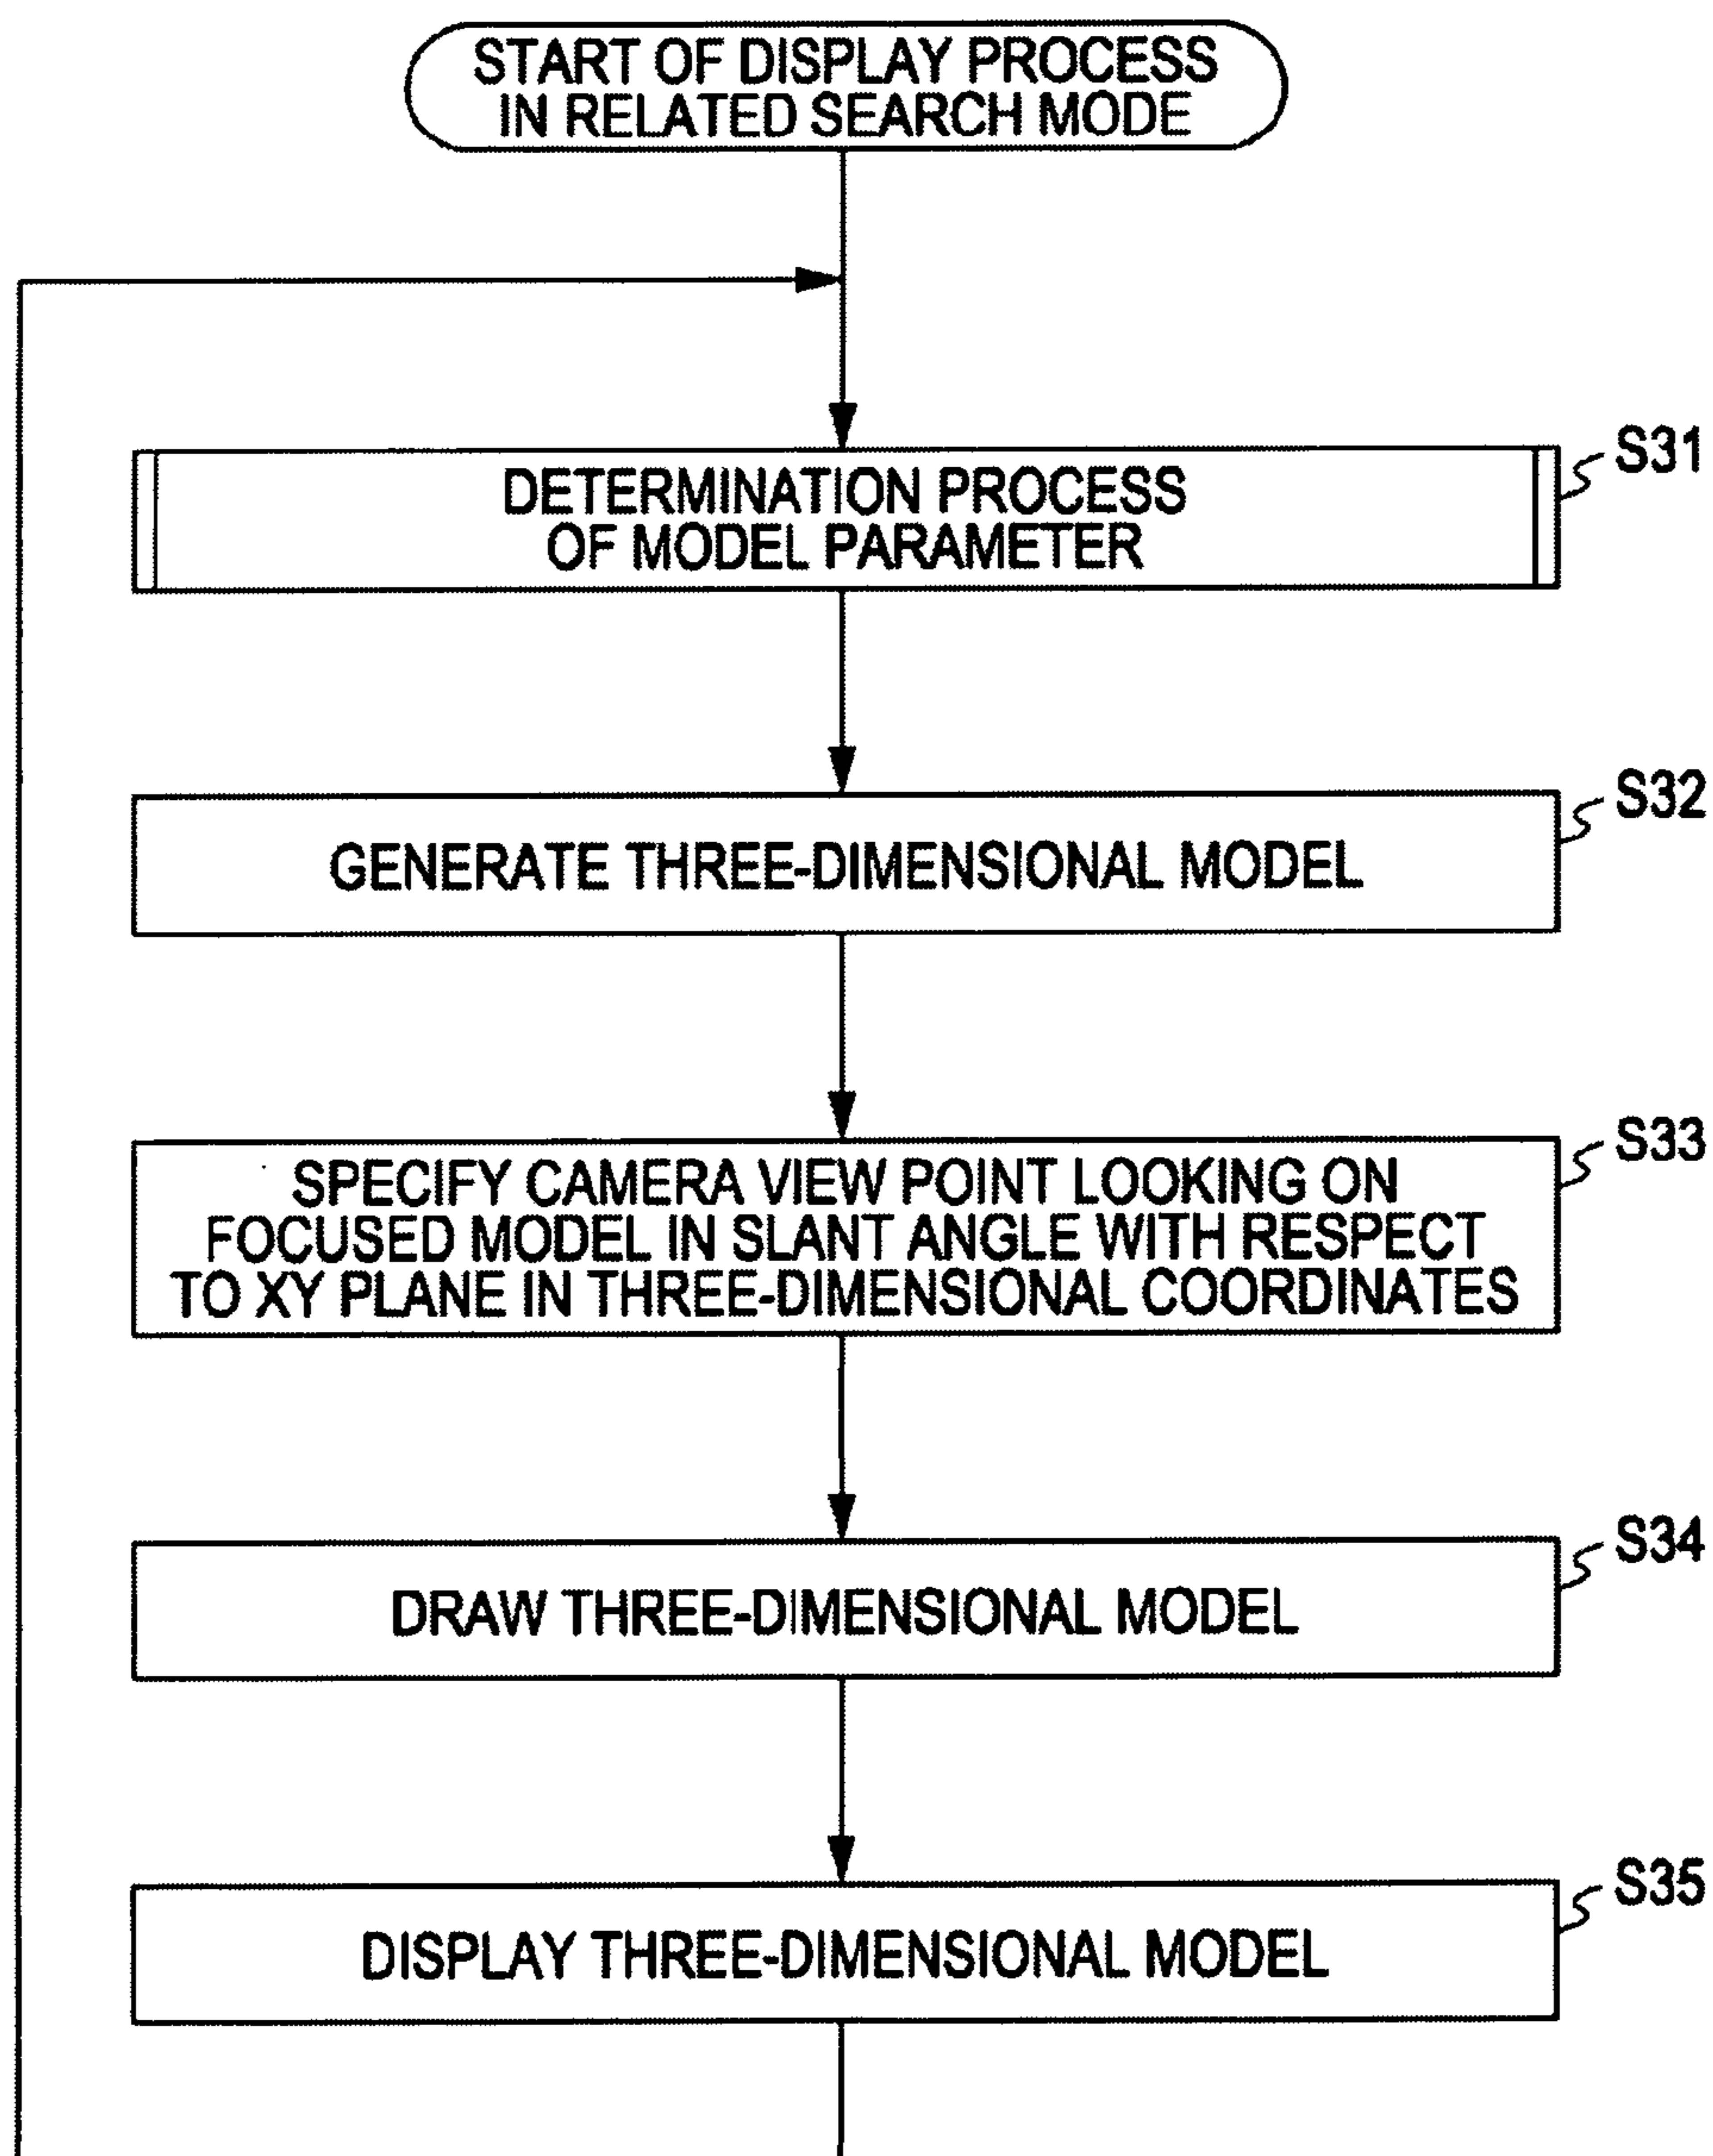 START OF DISPLAY PROCESS
IN RELATED SEARCH MODE
S31
DETERMINATION PROCESS
OF MODEL PARAMETER
S32
GENERATE THREE-DIMENSIONAL MODEL
S33
SPECIFY CAMERA VIEW POINT LOOKING ON
FOCUSED MODEL IN SLANT ANGLE WITH RESPECT
TO XY PLANE IN THREE-DIMENSIONAL COORDINATES
S34
DRAW THREE-DIMENSIONAL MODEL
S35
DISPLAY THREE-DIMENSIONAL MODEL